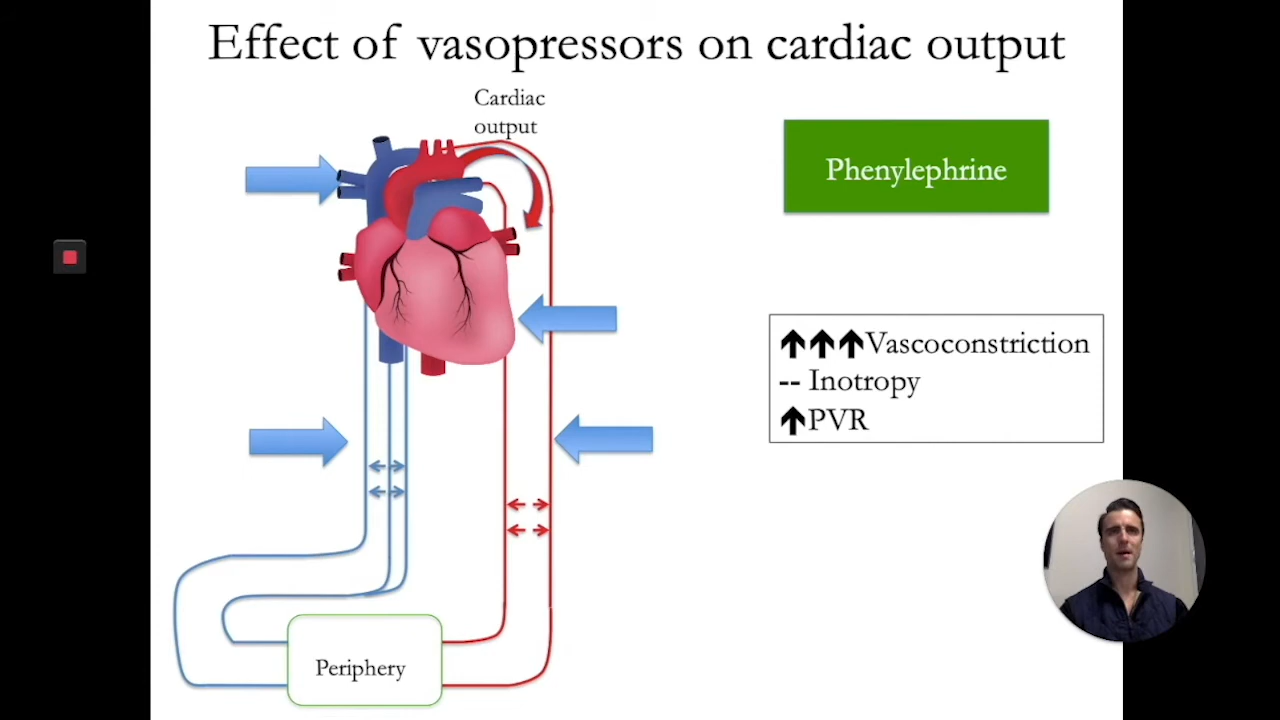 Effect of vasopressors on cardiac output
Cardiac
output
Phenylephrine
↑↑↑Vascoconstriction
-- Inotropy
↑PVR
Periphery